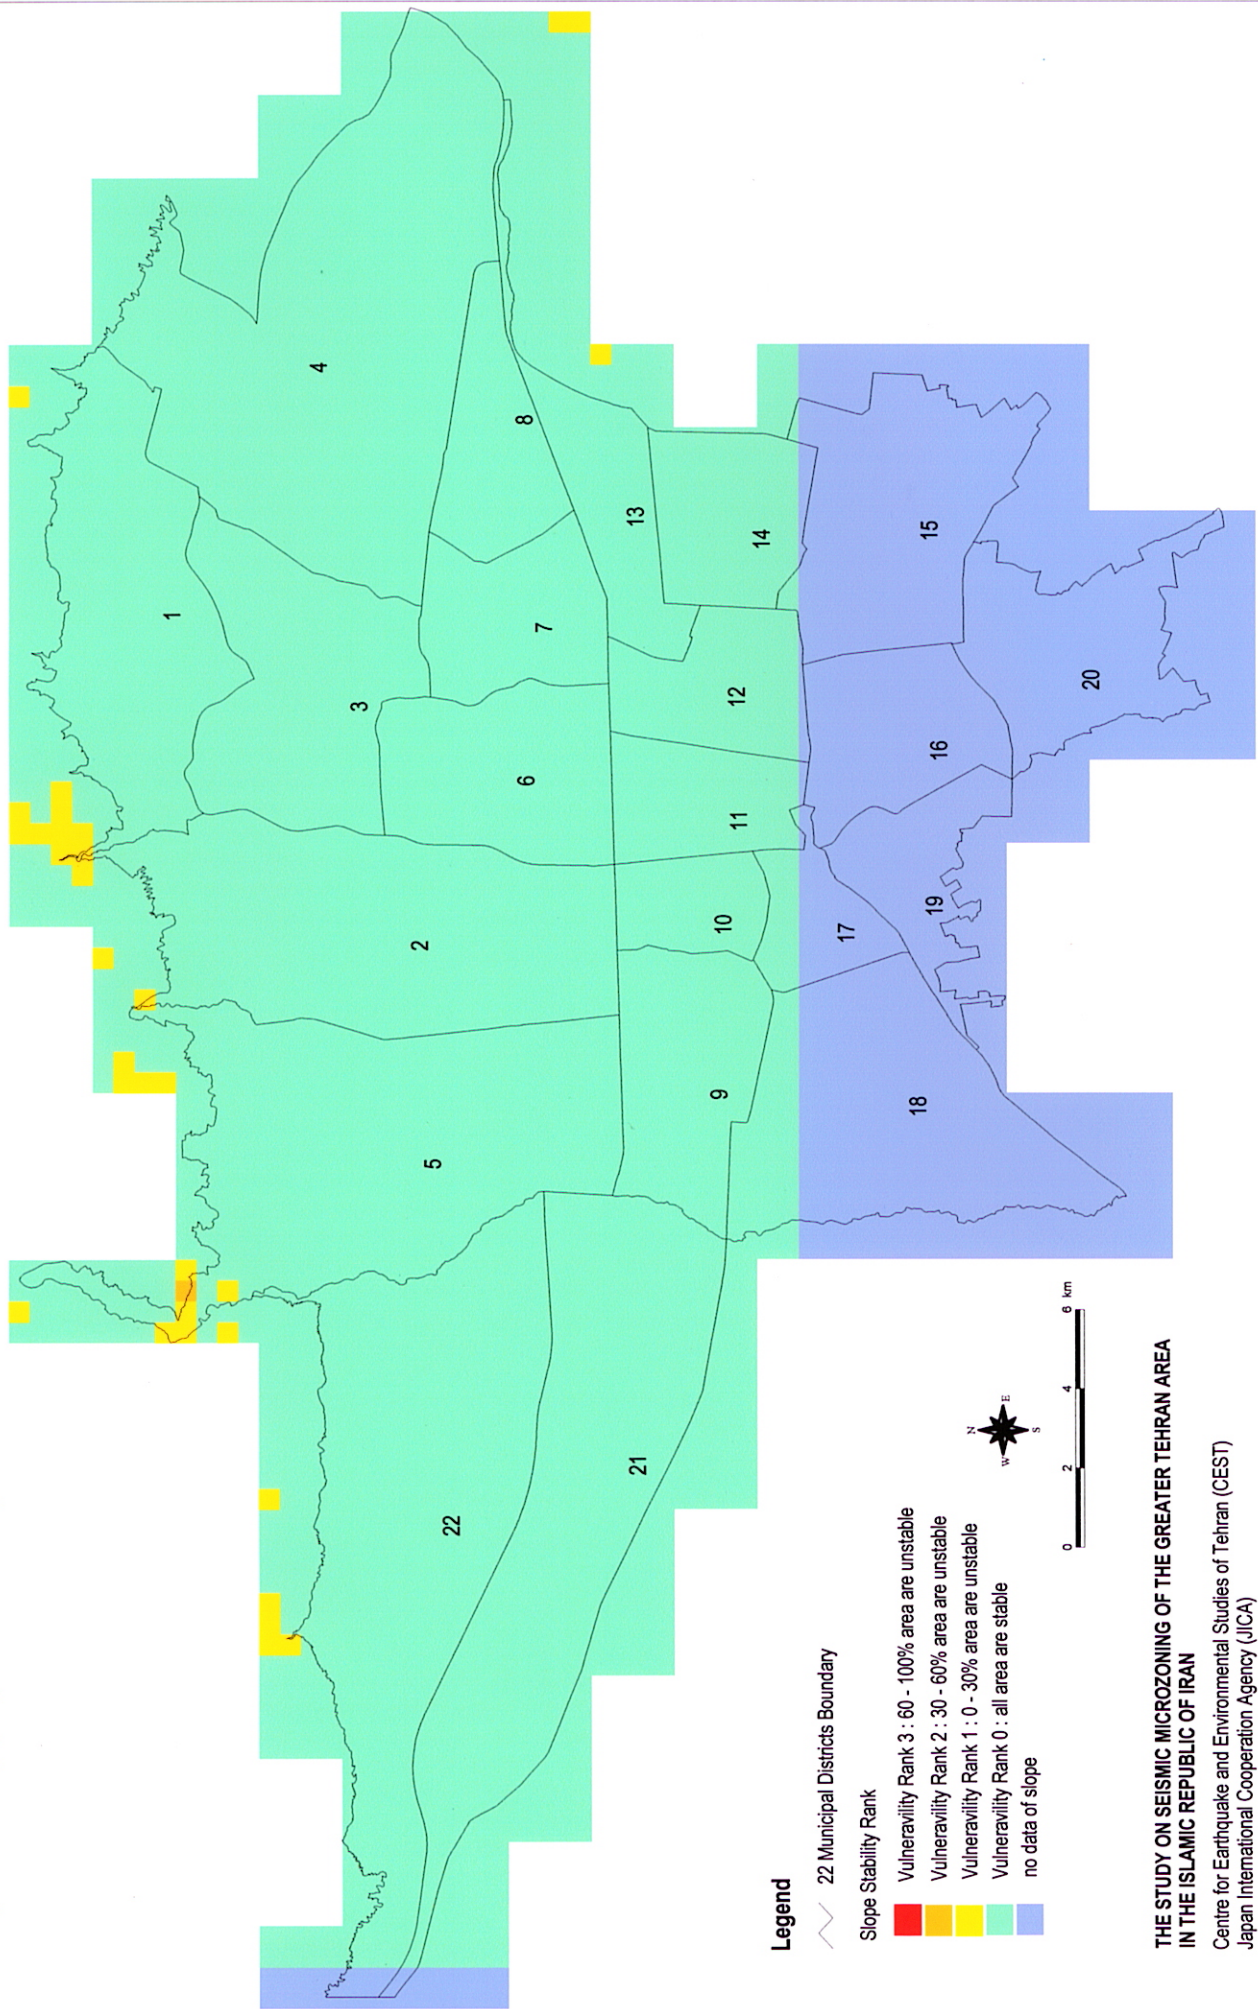 1
4
3
8
2
7
5
6
13
14
12
22
11
10
15
9
21
17
16
20
19
18
N
W
E
S
0
2
4
6
km
Legend
22 Municipal Districts Boundary
Slope Stability Rank
Vulneravility Rank 3 : 60 - 100% area are unstable
Vulneravility Rank 2 : 30 - 60% area are unstable
Vulneravility Rank 1 : 0 - 30% area are unstable
Vulneravility Rank 0 : all area are stable
no data of slope
THE STUDY ON SEISMIC MICROZONING OF THE GREATER TEHRAN AREA
IN THE ISLAMIC REPUBLIC OF IRAN
Centre for Earthquake and Environmental Studies of Tehran (CEST)
Japan International Cooperation Agency (JICA)